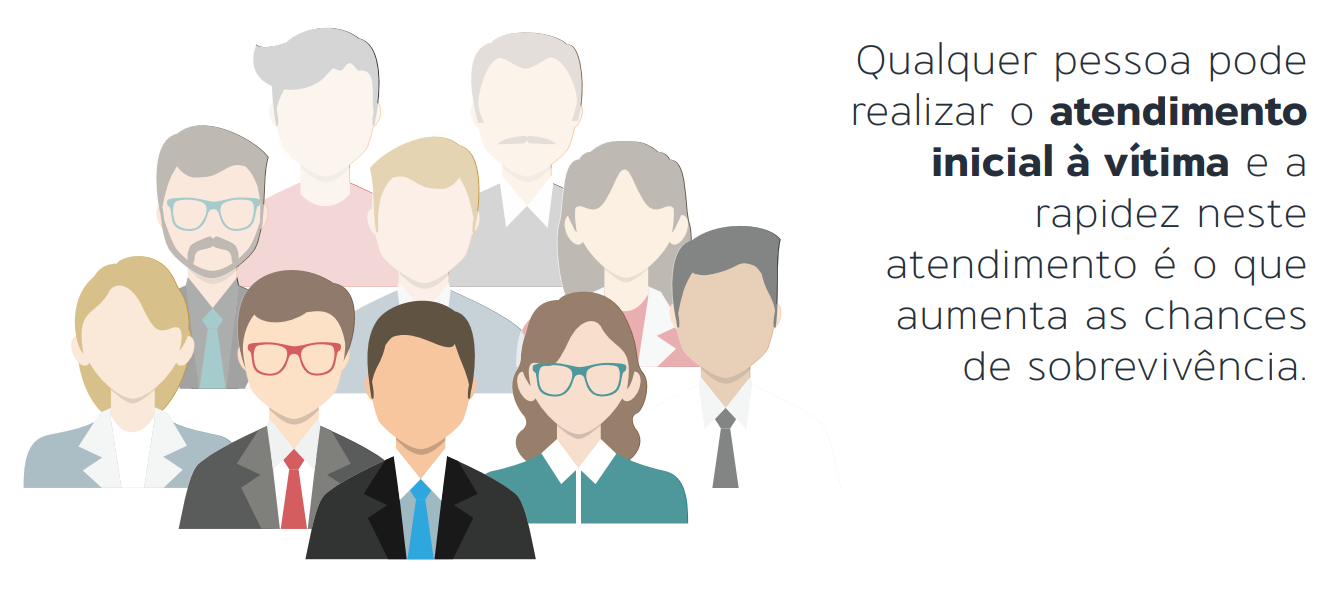 Qualquer pessoa pode
realizar o atendimento
inicial à vítima e a
rapidez neste
atendimento é o que
aumenta as chances
de sobrevivência.